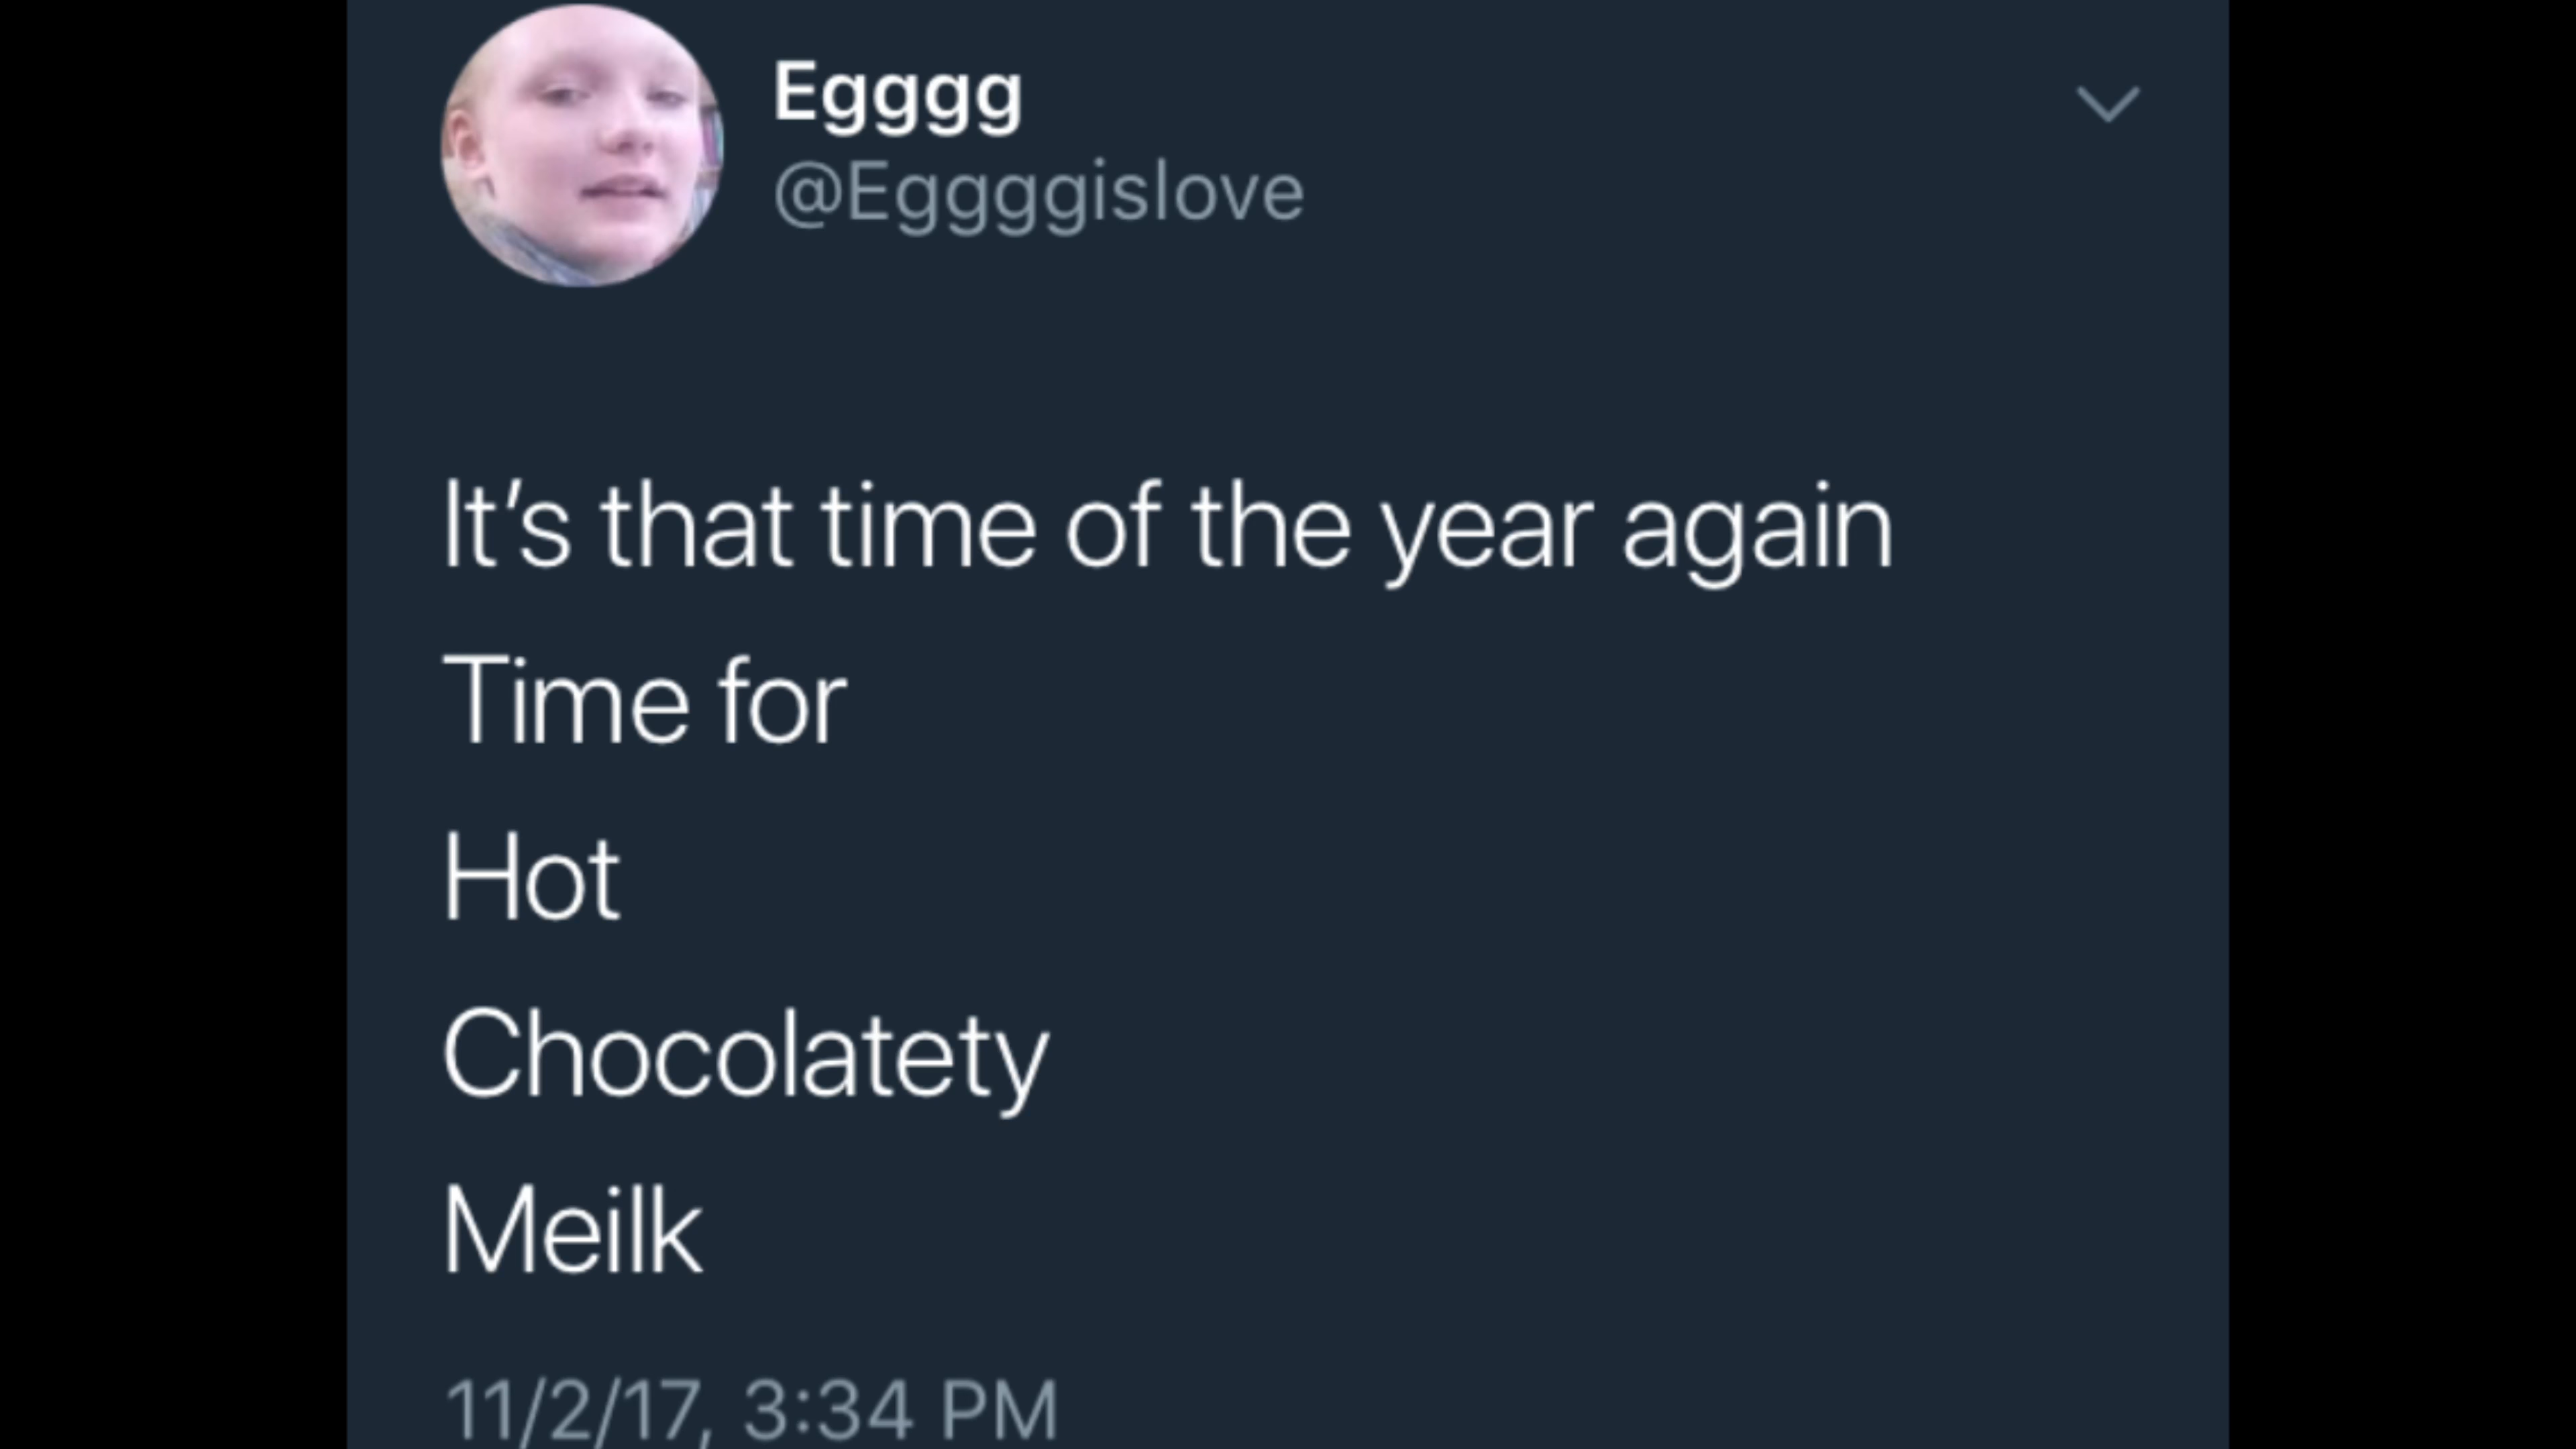 Egggg
@Eggggislove
It’s that time of the year again
Time for
Hot
Chocolatety
Meilk
11/2/17, 3:34 PM